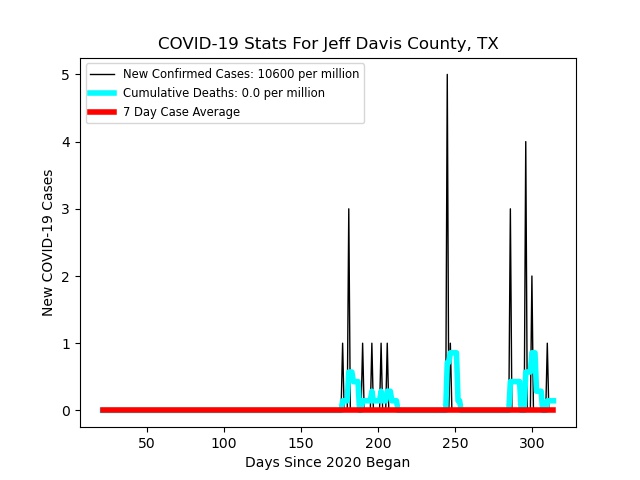 COVID-19 Stats For Jeff Davis County, TX
New Confirmed Cases: 10600 per million
Cumulative Deaths: 0.0 per million
7 Day Case Average
New COVID-19 Cases
5
4
3
2
1
0
50 100 150 200 250 300
Days Since 2020 Began